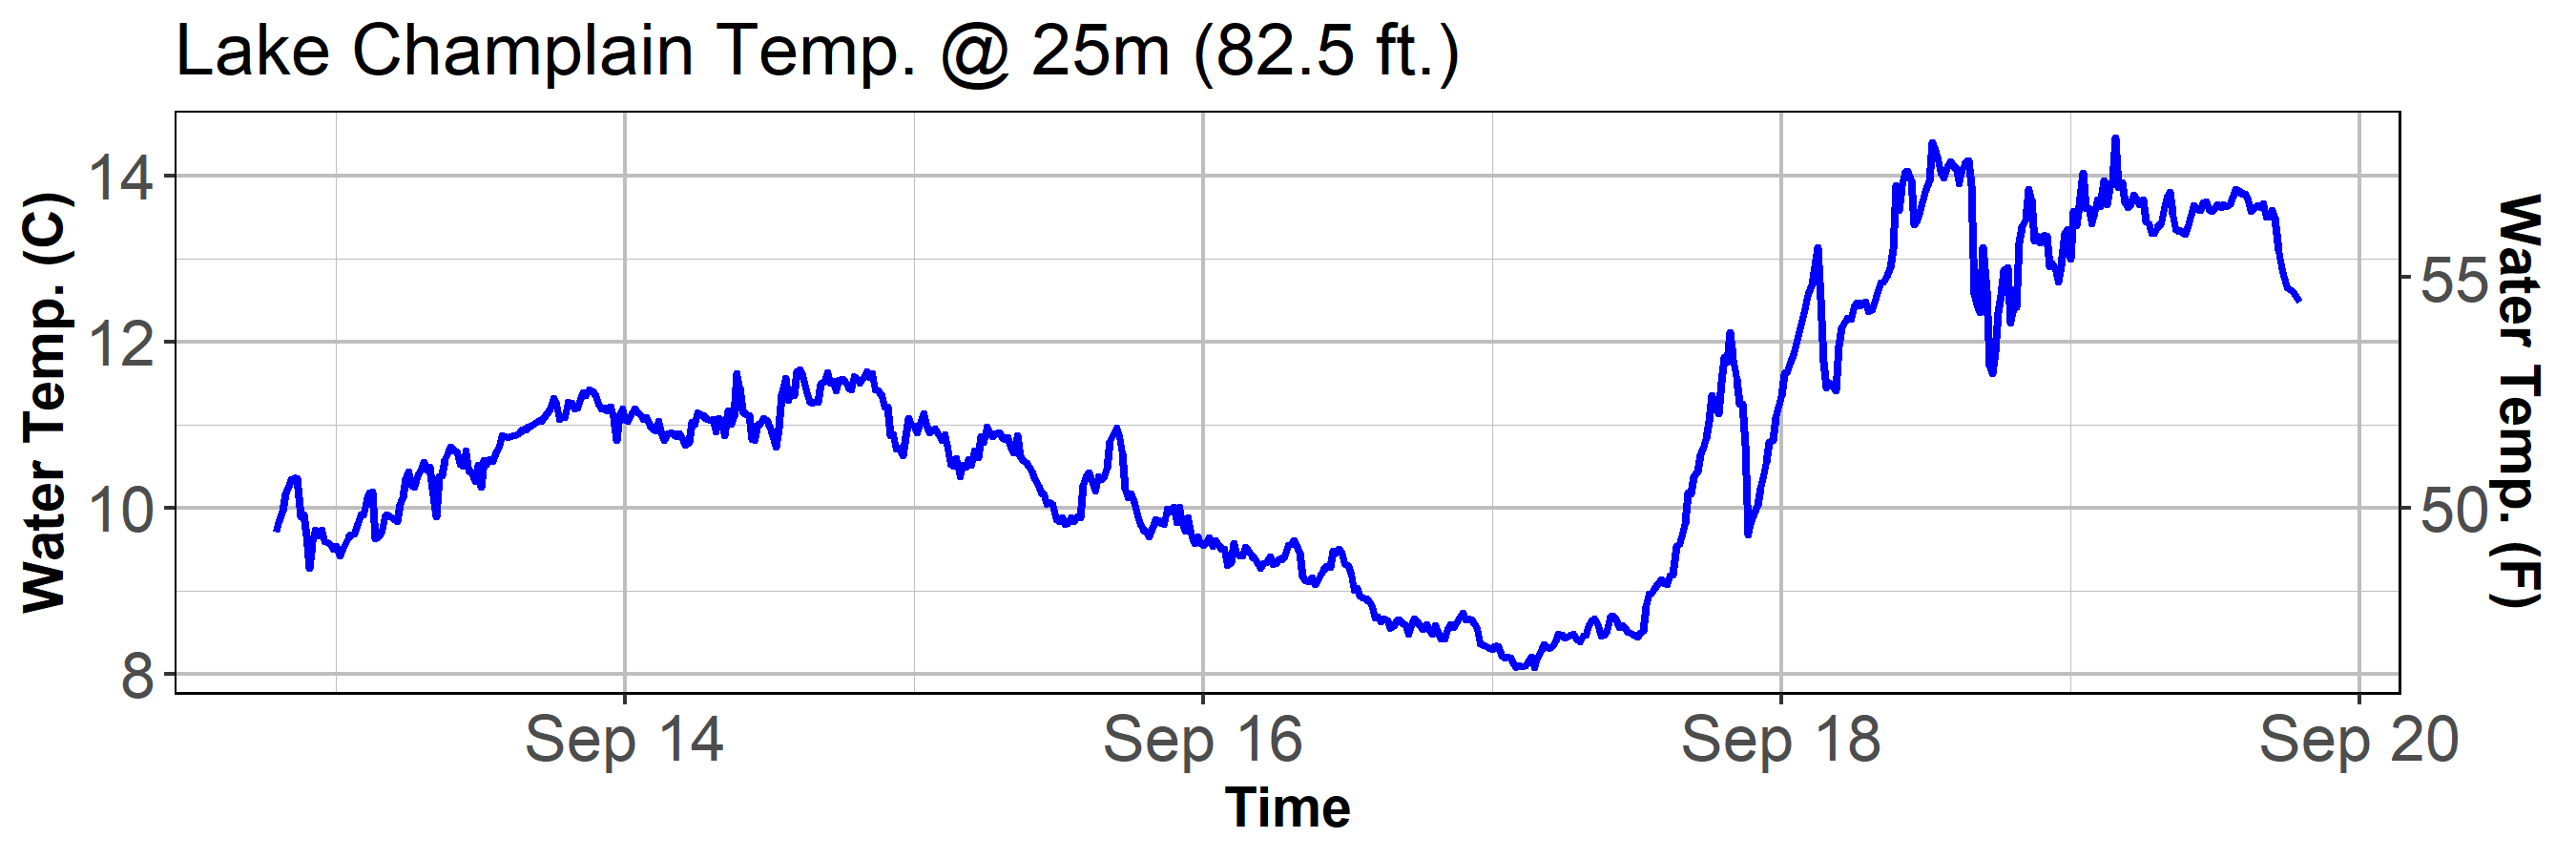 Lake Champlain Temp. @ 25m (82.5 ft.)
Water Temp. (C)
14
12
10
8
55
50
Water Temp. (F)
Sep 14
Sep 16
Sep 18
Sep 20
Time